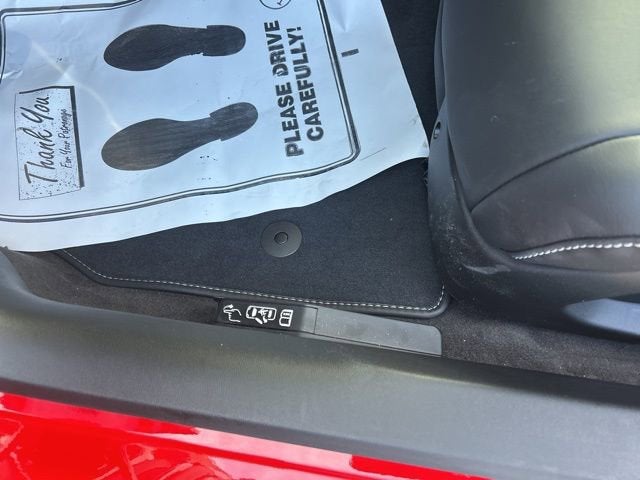 PLEASE DRIVE
CAREFULLY!
Thank You
For Your Patronage